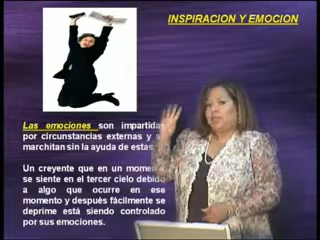 INSPIRACION Y EMOCION
Las emociones son impartidas
por circunstancias externas y
marchitan sin la ayuda de estas
Un creyente que en un momento
se siente en el tercer cielo debido
a algo que ocurre en ese
momento y después fácilmente se
deprime está siendo controlado
por sus emociones.